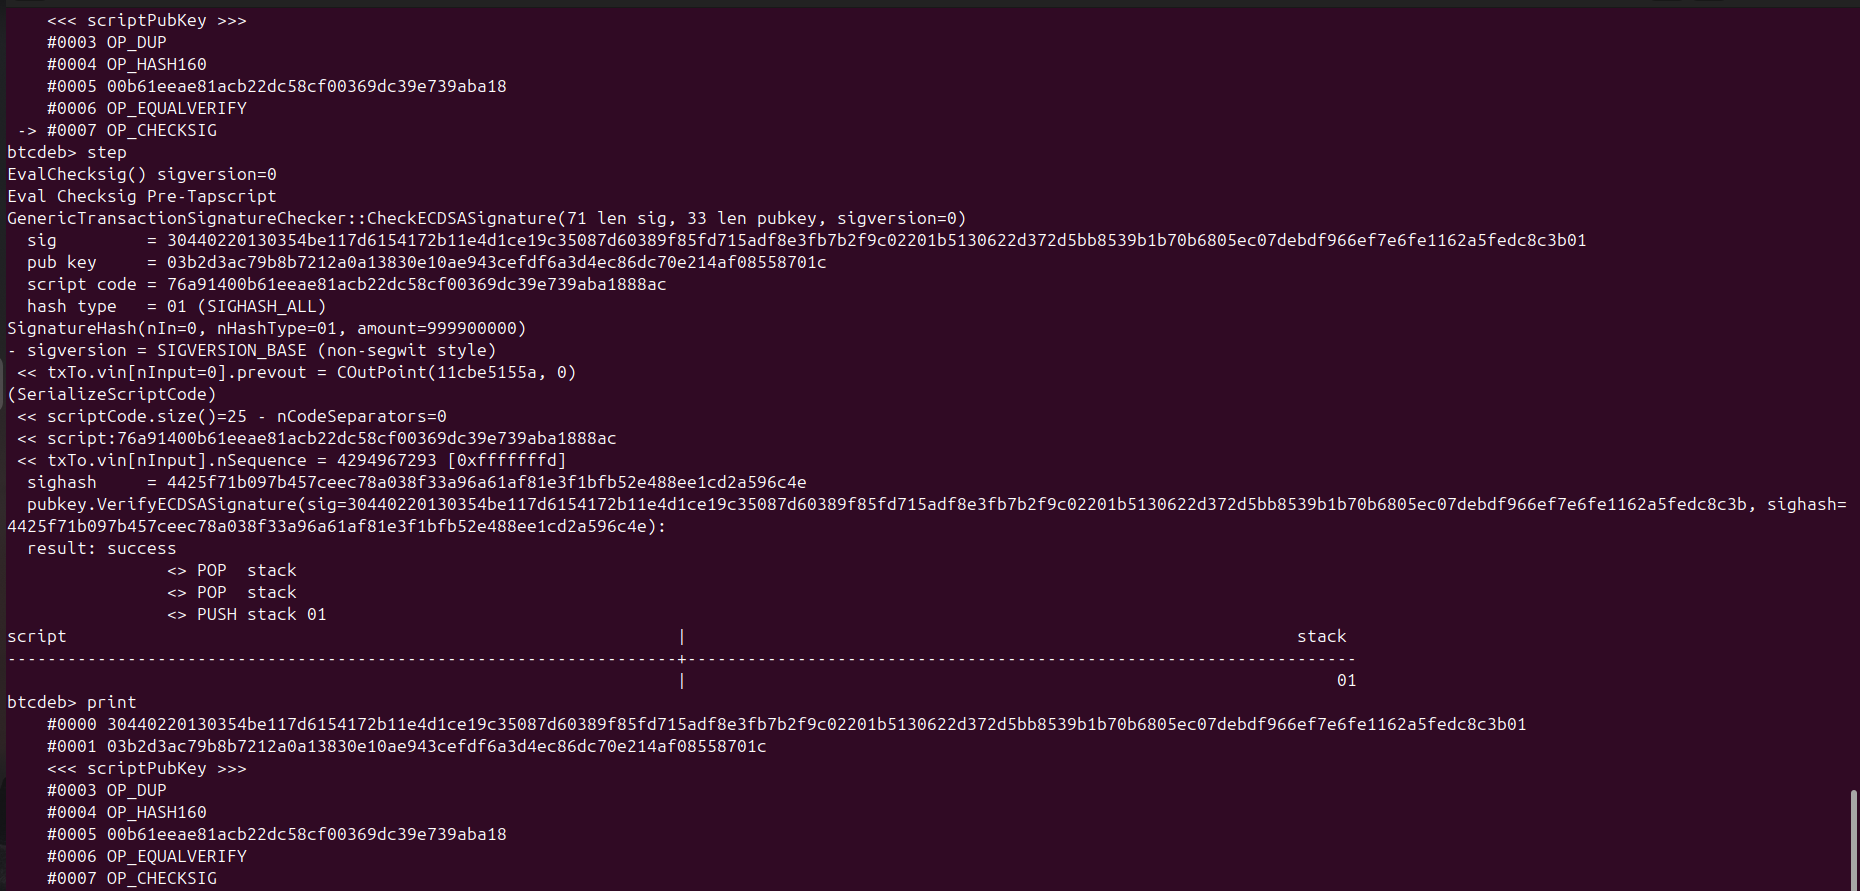 <<< scriptPubKey >>>
#0003 OP_DUP
#0004 OP_HASH160
#0005 00b61eeae81acb22dc58cf00369dc39e739aba18
#0006 OP_EQUALVERIFY
-> #0007 OP_CHECKSIG
btcdeb> step
EvalChecksig() sigversion=0
Eval Checksig Pre-Tapscript
GenericTransactionSignatureChecker::CheckECDSASignature(71 len sig, 33 len pubkey, sigversion=0)
sig = 30440220130354be117d6154172b11e4d1ce19c35087d60389f85fd715adf8e3fb7b2f9c02201b5130622d372d5bb8539b1b70b6805ec07debdf966ef7e6fe1162a5fedc8c3b01
pub key = 03b2d3ac79b8b7212a0a13830e10ae943cefdf6a3d4ec86dc70e214af08558701c
script code = 76a91400b61eeae81acb22dc58cf00369dc39e739aba1888ac
hash type = 01 (SIGHASH_ALL)
SignatureHash(nIn=0, nHashType=01, amount=999900000)
- sigversion = SIGVERSION_BASE (non-segwit style)
<< txTo.vin[nInput=0].prevout = COutPoint(11cbe5155a, 0)
(SerializeScriptCode)
<< scriptCode.size()=25 - nCodeSeparators=0
<< script:76a91400b61eeae81acb22dc58cf00369dc39e739aba1888ac
<< txTo.vin[nInput].nSequence = 4294967293 [0xfffffffd]
sighash = 4425f71b097b457ceec78a038f33a96a61af81e3f1bfb52e488ee1cd2a596c4e
pubkey.VerifyECDSASignature(sig=30440220130354be117d6154172b11e4d1ce19c35087d60389f85fd715adf8e3fb7b2f9c02201b5130622d372d5bb8539b1b70b6805ec07debdf966ef7e6fe1162a5fedc8c3b, sighash=
4425f71b097b457ceec78a038f33a96a61af81e3f1bfb52e488ee1cd2a596c4e):
result: success
<> POP stack
<> POP stack
<> PUSH stack 01
script | stack
-------------------------------------------------------------------+-------------------------------------------------------------------
| 01
btcdeb> print
#0000 30440220130354be117d6154172b11e4d1ce19c35087d60389f85fd715adf8e3fb7b2f9c02201b5130622d372d5bb8539b1b70b6805ec07debdf966ef7e6fe1162a5fedc8c3b01
#0001 03b2d3ac79b8b7212a0a13830e10ae943cefdf6a3d4ec86dc70e214af08558701c
<<< scriptPubKey >>>
#0003 OP_DUP
#0004 OP_HASH160
#0005 00b61eeae81acb22dc58cf00369dc39e739aba18
#0006 OP_EQUALVERIFY
#0007 OP_CHECKSIG